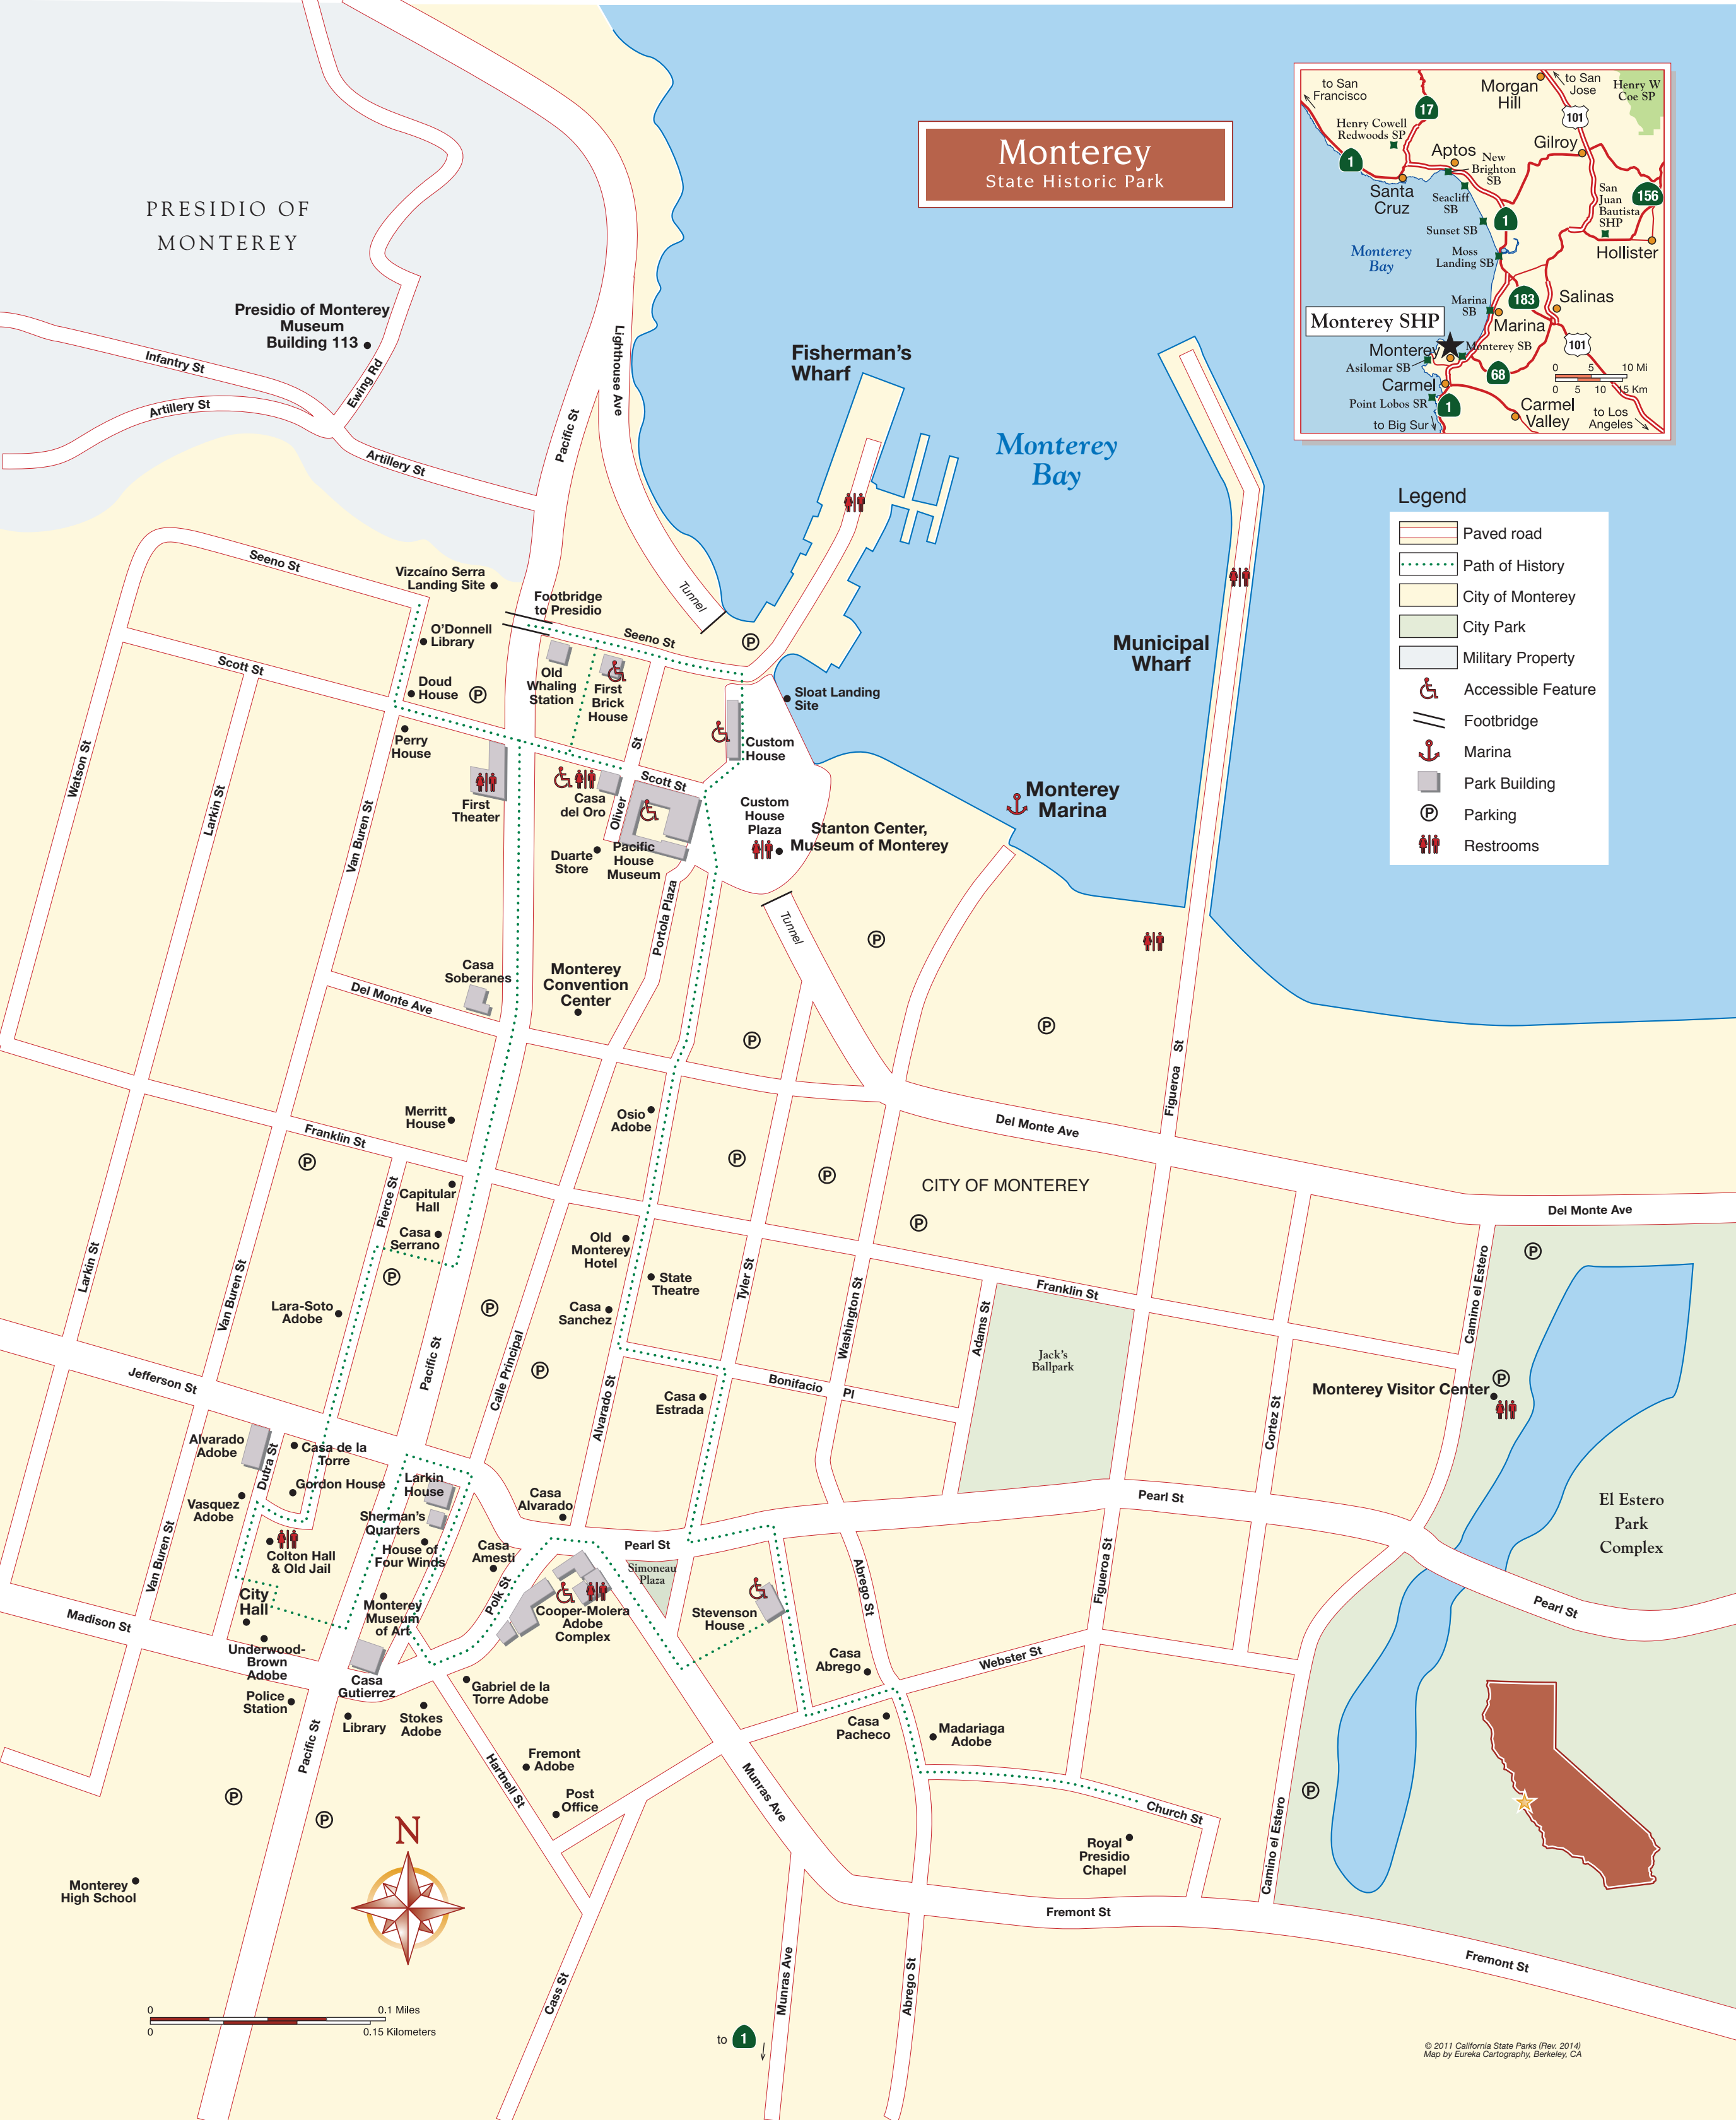 Monterey
State Historic Park
to San
Francisco
17
Morgan
Hill
to San
Jose
Henry W
Coe SP
101
Henry Cowell
Redwoods SP
1
Aptos
New
Brighton
SB
Gilroy
Santa
Cruz
Seacliff
SB
San
Juan
Bautista
SHP
156
Sunset SB
1
Monterey
Bay
Moss
Landing SB
Hollister
183
Salinas
Marina
SB
Marina
Monterey SHP
101
Monterey
Monterey SB
Asilomar SB
68
0 5 10 Mi
0 5 10 15 Km
Carmel
Point Lobos SR
1
Carmel
Valley
to Los
Angeles
to Big Sur
Legend
Paved road
Path of History
City of Monterey
City Park
Military Property
Accessible Feature
Footbridge
Marina
Park Building
P
Parking
Restrooms
PRESIDIO OF
MONTEREY
Presidio of Monterey
Museum
Building 113
Infantry St
Artillery St
Ewing Rd
Artillery St
Pacific St
Lighthouse Ave
Fisherman's
Wharf
Monterey
Bay
Municipal
Wharf
Tunnel
P
Seeno St
Vizcaíno Serra
Landing Site
Footbridge
to Presidio
Seeno St
O'Donnell
Library
Scott St
Doud
House
P
Old
Whaling
Station
First
Brick
House
Sloat Landing
Site
Perry
House
St
Custom
House
Scott St
First
Theater
Casa
del Oro
Oliver
Custom
House
Plaza
Monterey
Marina
Stanton Center,
Museum of Monterey
Duarte
Store
Pacific
House
Museum
Watson St
Larkin St
Van Buren St
Portola Plaza
Tunnel
P
Casa
Soberanes
Monterey
Convention
Center
Del Monte Ave
P
P
Figueroa St
Merritt
House
Osio
Adobe
Del Monte Ave
Franklin St
P
P
P
CITY OF MONTEREY
P
Pierce St
Capitular
Hall
Casa
Serrano
P
Old
Monterey
Hotel
State
Theatre
Casa
Sanchez
Tyler St
Washington St
Adams St
Franklin St
Jack's
Ballpark
Del Monte Ave
Camino el Estero
P
P
Monterey Visitor Center
Larkin St
Van Buren St
Lara-Soto
Adobe
Pacific St
P
P
Calle Principal
Jefferson St
Bonifacio Pl
Casa
Estrada
Alvarado St
Cortez St
Alvarado
Adobe
Dutra St
Casa de la
Torre
Gordon House
Vasquez
Adobe
Larkin
House
Sherman's
Quarters
House of
Four Winds
Casa
Alvarado
Pearl St
El Estero
Park
Complex
Colton Hall
& Old Jail
Casa
Amesti
Pearl St
Simoneau
Plaza
Van Buren St
City
Hall
Monterey
Museum
of Art
Polk St
Cooper-Molera
Adobe
Complex
Stevenson
House
Abrego St
Figueroa St
Pearl St
Madison St
Underwood-
Brown
Adobe
Casa
Gutierrez
Police
Station
Library
Stokes
Adobe
Gabriel de la
Torre Adobe
Casa
Abrego
Webster St
Casa
Pacheco
Madariaga
Adobe
Pacific St
Fremont
Adobe
Hartnell St
Post
Office
Munras Ave
Church St
P
P
P
N
Royal
Presidio
Chapel
Camino el Estero
Monterey
High School
Fremont St
Fremont St
0 0.1 Miles
0 0.15 Kilometers
Cass St
Munras Ave
Abrego St
to 1
© 2011 California State Parks (Rev. 2014)
Map by Eureka Cartography, Berkeley, CA